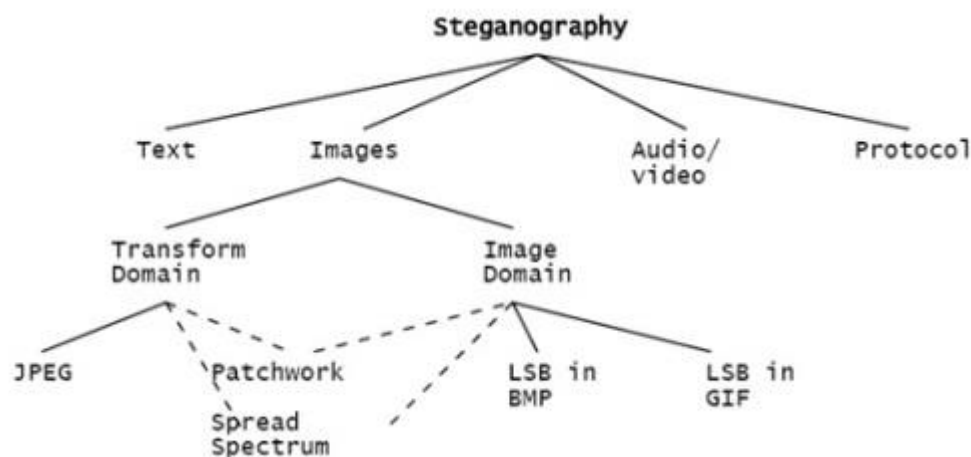 Steganography
Text
Images
Audio/
video
Protocol
Transform
Domain
Image
Domain
JPEG
Patchwork
LSB in
BMP
LSB in
GIF
Spread
Spectrum